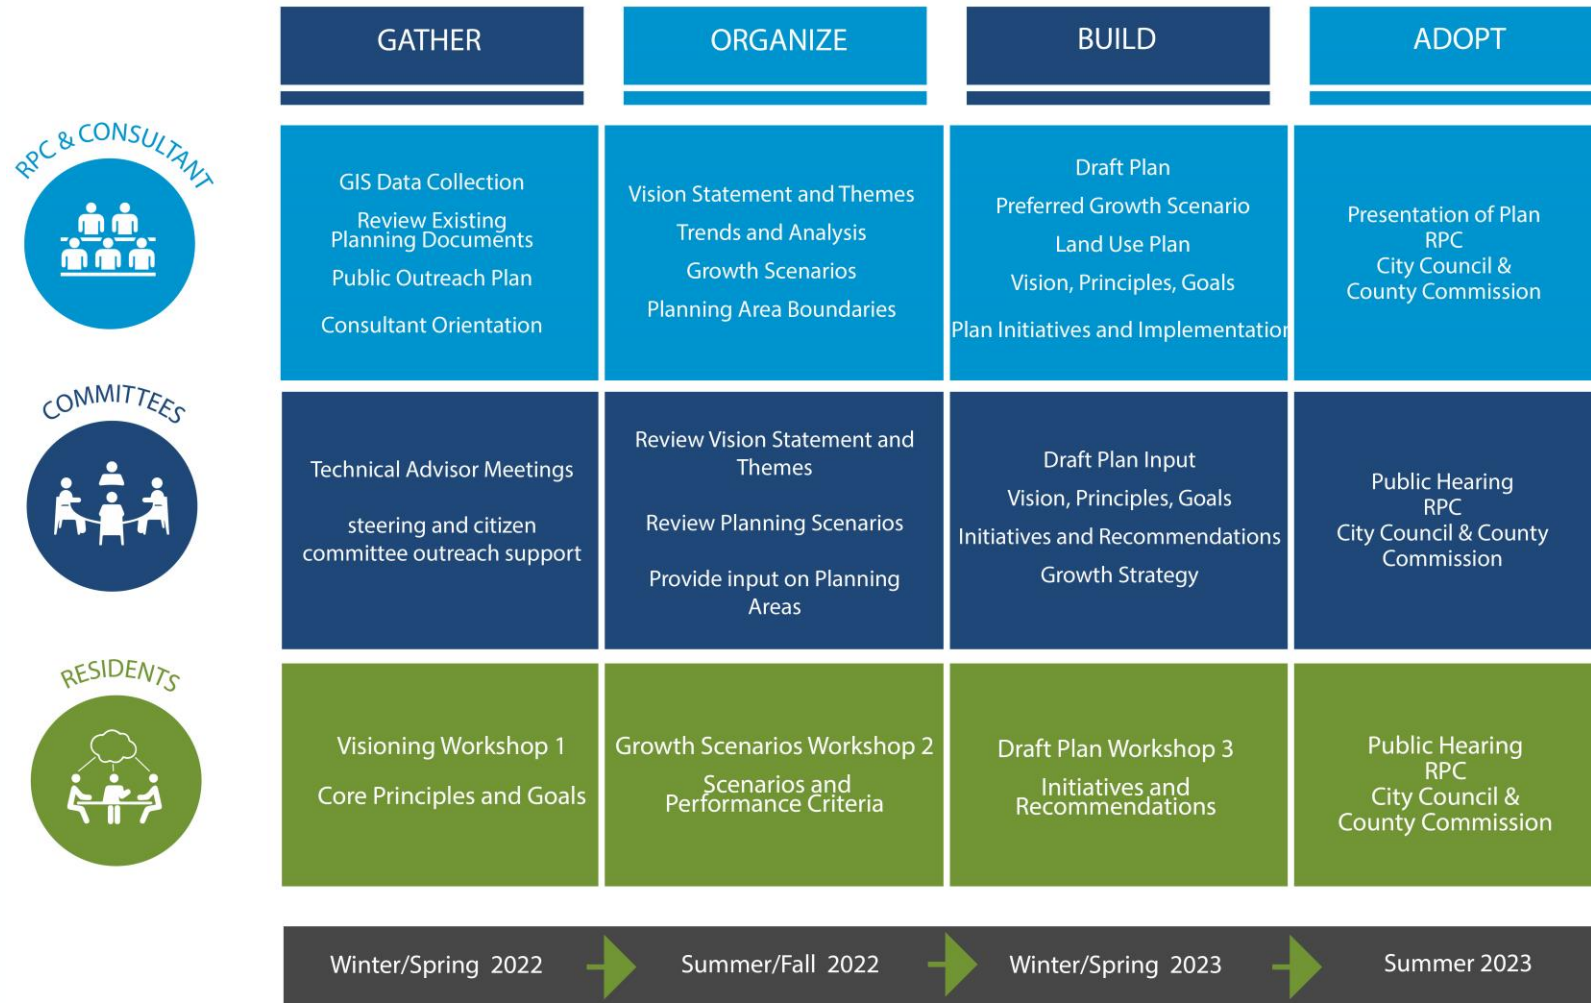 GATHER
ORGANIZE
BUILD
ADOPT
RPC & CONSULTANT
GIS Data Collection
Review Existing
Planning Documents
Public Outreach Plan
Consultant Orientation
Vision Statement and Themes
Trends and Analysis
Growth Scenarios
Planning Area Boundaries
Draft Plan
Preferred Growth Scenario
Land Use Plan
Vision, Principles, Goals
Plan Initiatives and Implementation
Presentation of Plan
RPC
City Council &
County Commission
COMMITTEES
Technical Advisor Meetings
steering and citizen
committee outreach support
Review Vision Statement and
Themes
Review Planning Scenarios
Provide input on Planning
Areas
Draft Plan Input
Vision, Principles, Goals
Initiatives and Recommendations
Growth Strategy
Public Hearing
RPC
City Council & County
Commission
RESIDENTS
Visioning Workshop 1
Core Principles and Goals
Growth Scenarios Workshop 2
Scenarios and
Performance Criteria
Draft Plan Workshop 3
Initiatives and
Recommendations
Public Hearing
RPC
City Council &
County Commission
Winter/Spring 2022
Summer/Fall 2022
Winter/Spring 2023
Summer 2023